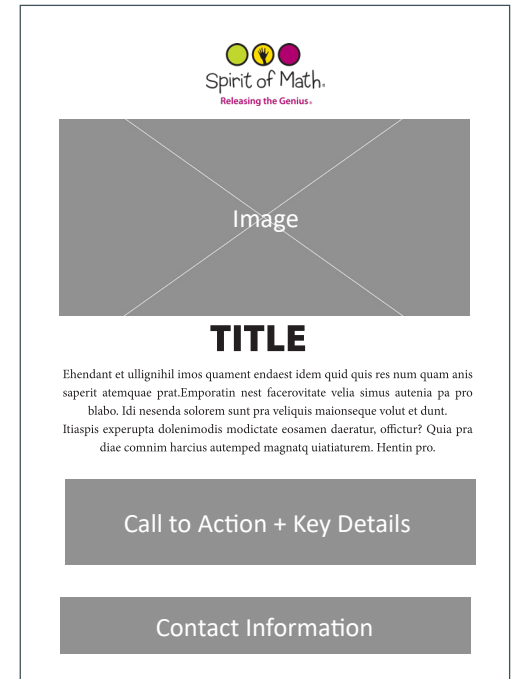 Spirit of Math®
Releasing the Genius®
Image
TITLE
Ehendant et ullignihil imos quament endaest idem quid quis res num quam anis
saperit atemquae prat.Emporatin nest facerovitate velia simus autenia pa pro
blabo. Idi nesenda solorem sunt pra veliquis maionseque volut et dunt.
Itiaspis experupta dolenimodis modictate eosamen daeratur, offictur? Quia pra
diae comnim harcius autemped magnatq uiatiaturem. Hentin pro.
Call to Action + Key Details
Contact Information